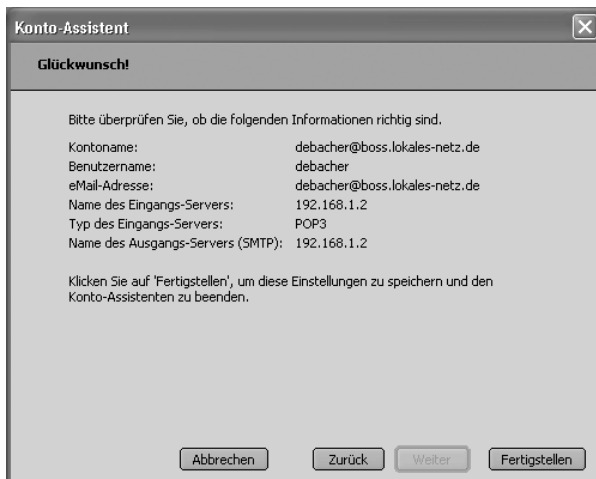 Konto-Assistent
Glückwunsch!
Bitte überprüfen Sie, ob die folgenden Informationen richtig sind.
Kontoname: debacher@boss.lokales-netz.de
Benutzername: debacher
eMail-Adresse: debacher@boss.lokales-netz.de
Name des Eingangs-Servers: 192.168.1.2
Typ des Eingangs-Servers: POP3
Name des Ausgangs-Servers (SMTP): 192.168.1.2
Klicken Sie auf 'Fertigstellen', um diese Einstellungen zu speichern und den
Konto-Assistenten zu beenden.
Abbrechen Zurück Weiter Fertigstellen